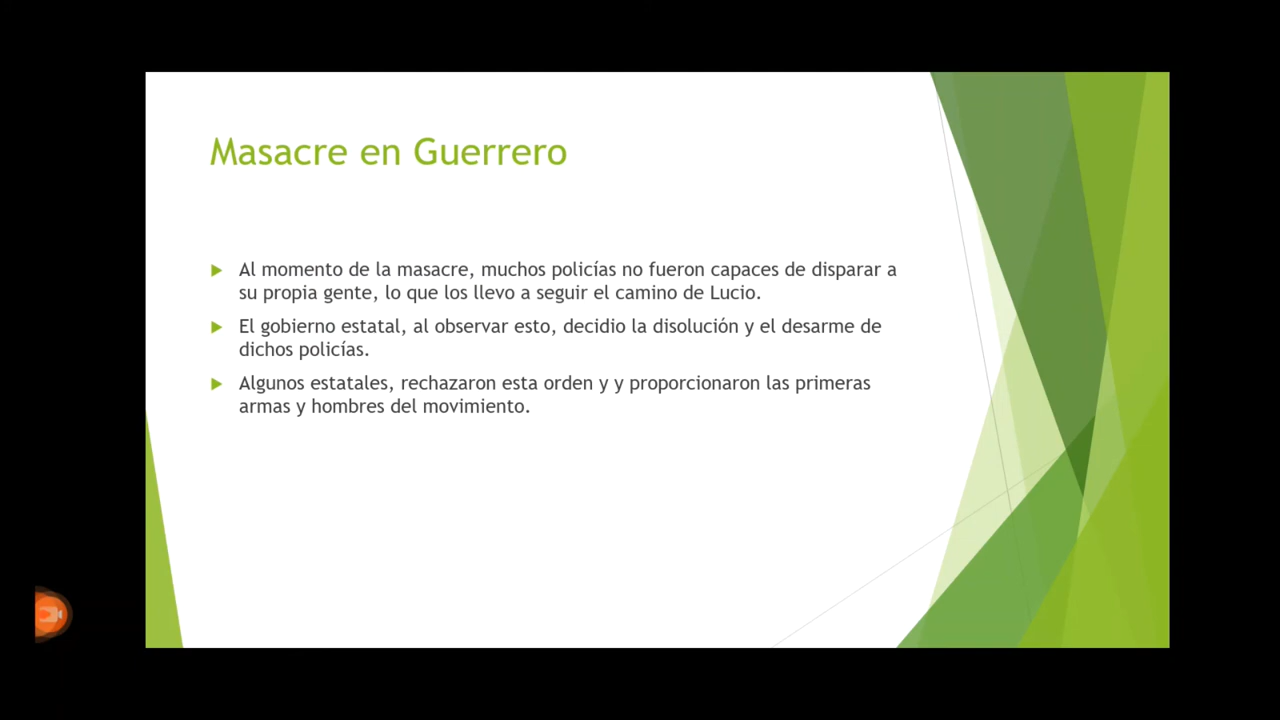 Masacre en Guerrero
Al momento de la masacre, muchos policías no fueron capaces de disparar a
su propia gente, lo que los llevo a seguir el camino de Lucio.
El gobierno estatal, al observar esto, decidio la disolución y el desarme de
dichos policías.
Algunos estatales, rechazaron esta orden y y proporcionaron las primeras
armas y hombres del movimiento.